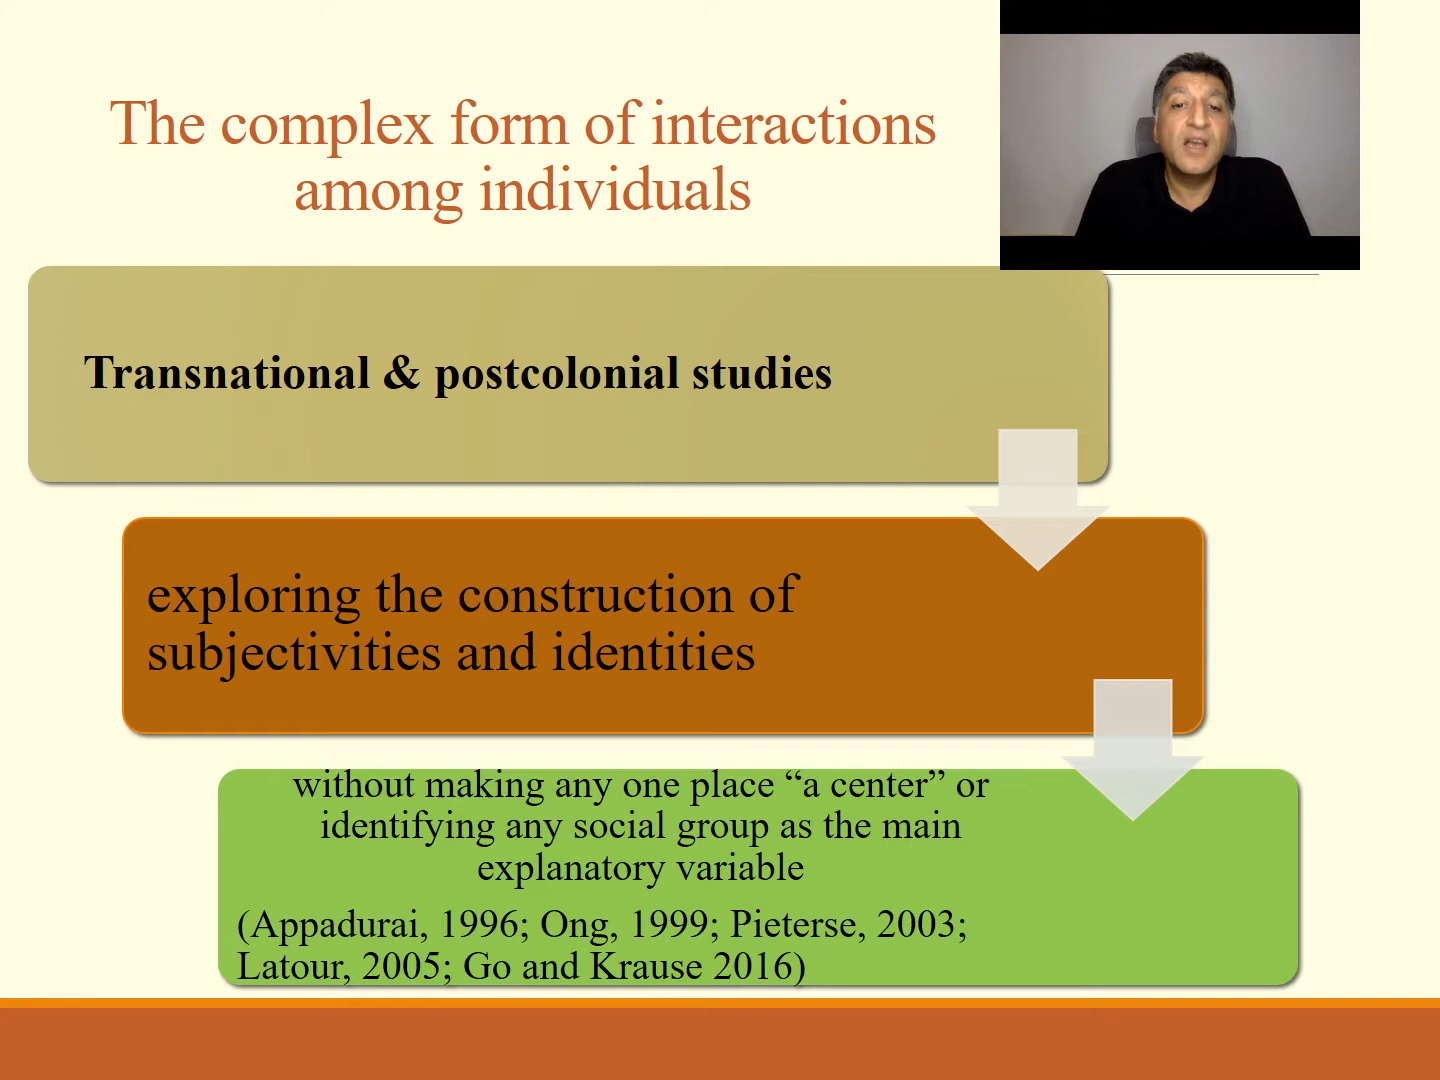 The complex form of interactions
among individuals
Transnational & postcolonial studies
exploring the construction of
subjectivities and identities
without making any one place “a center” or
identifying any social group as the main
explanatory variable
(Appadurai, 1996; Ong, 1999; Pieterse, 2003;
Latour, 2005; Go and Krause 2016)